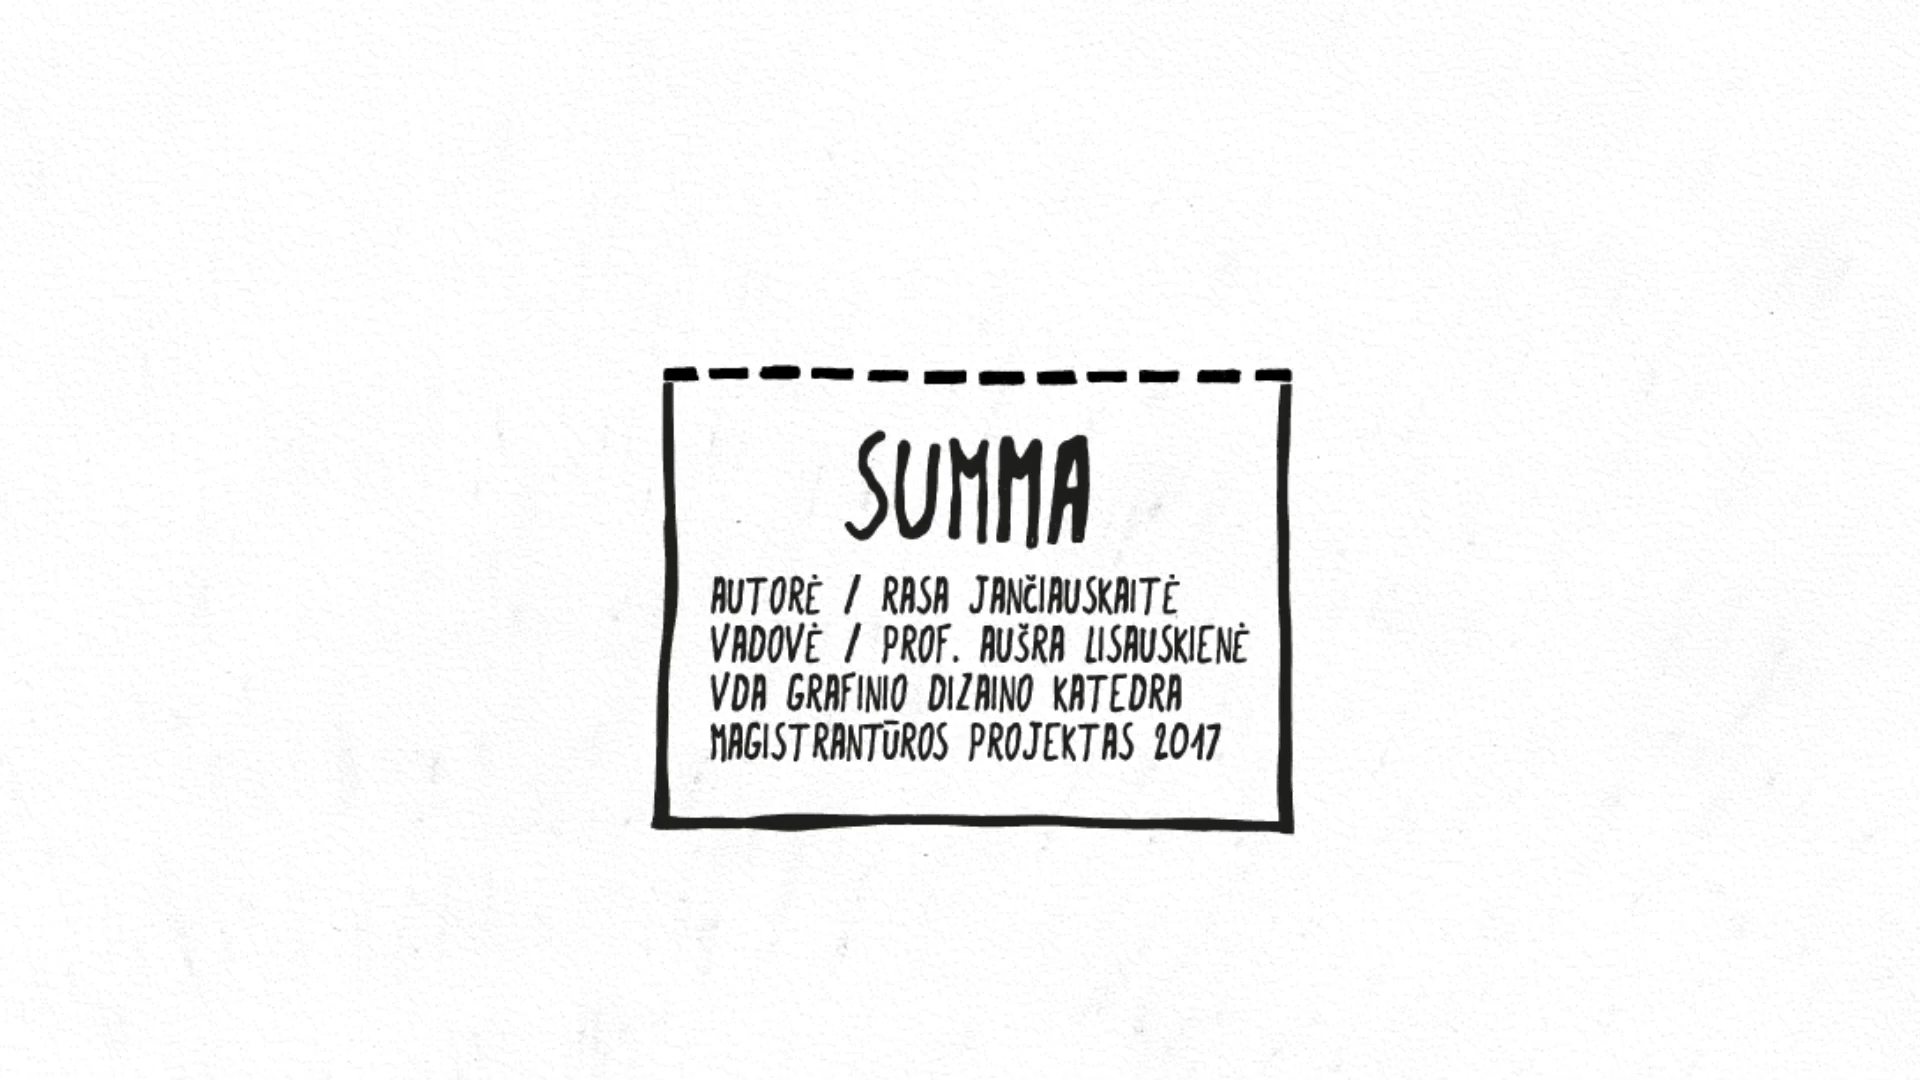 SUMMA
AUTORĖ / RASA JANČIAUSKAITĖ
VADOVĖ / PROF. AUŠRA LISAUSKIENĖ
VDA GRAFINIO DIZAINO KATEDRA
MAGISTRANTŪROS PROJEKTAS 2017